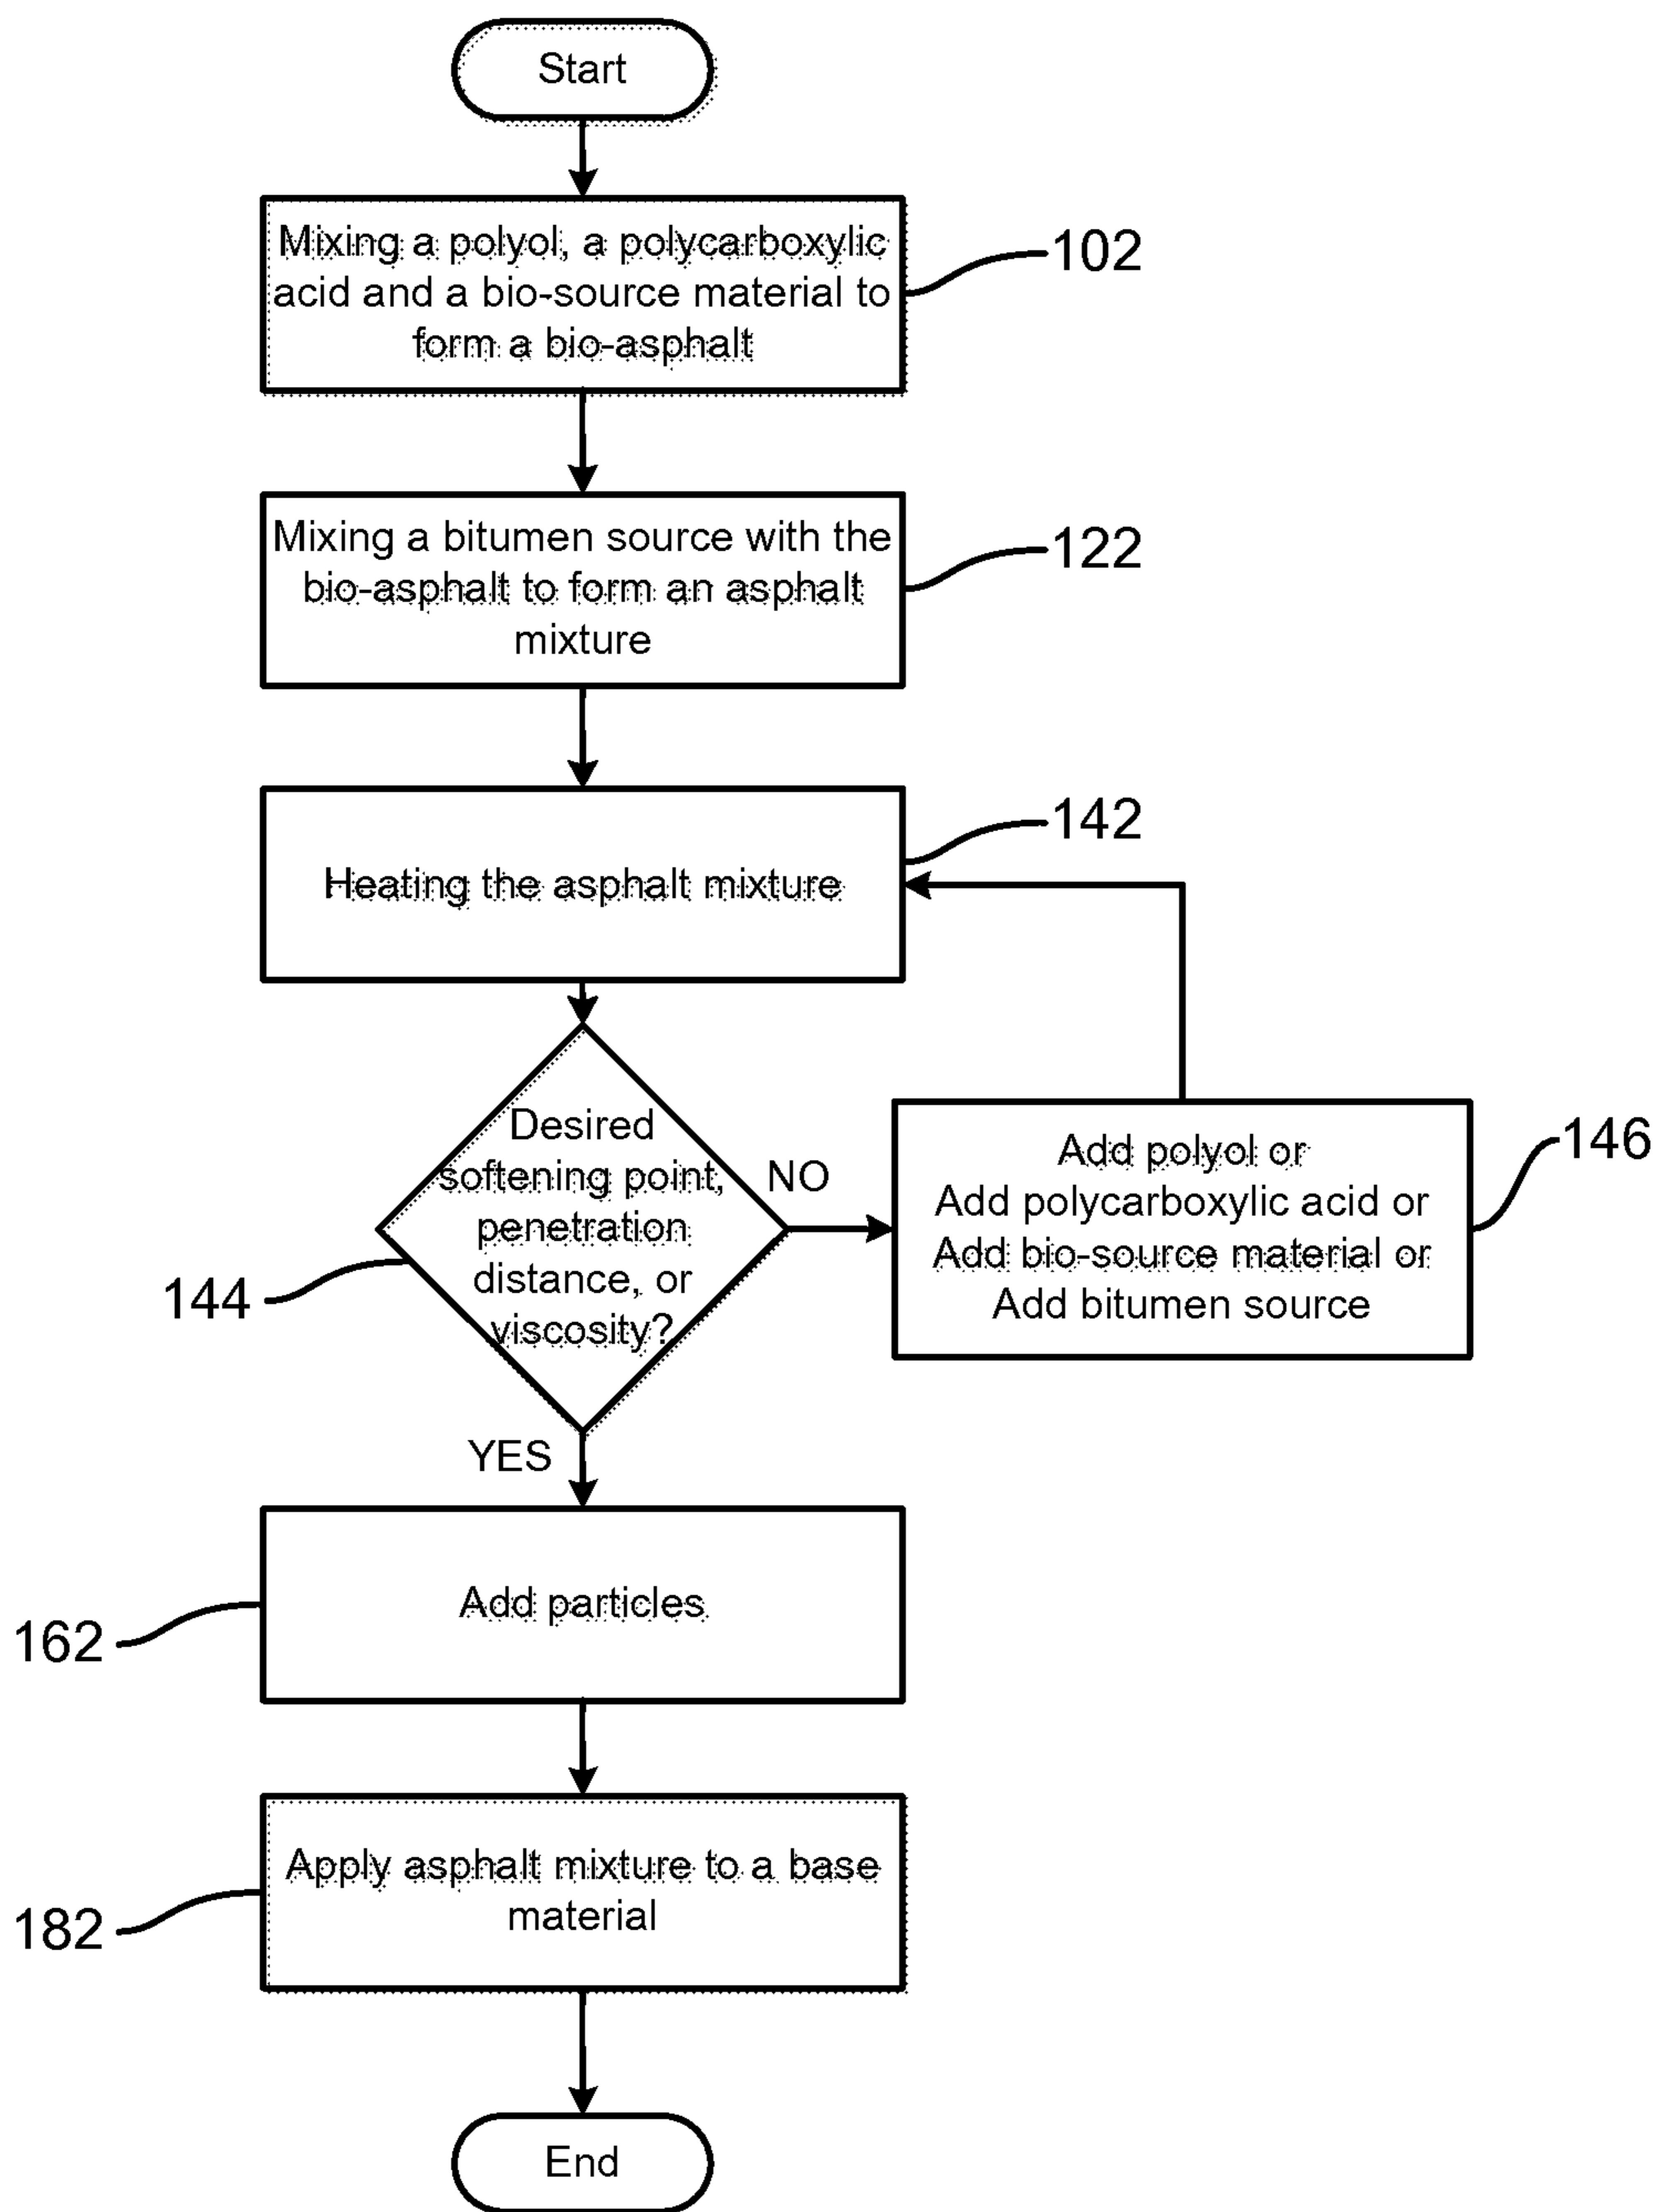 Start
Mixing a polyol, a polycarboxylic
acid and a bio-source material to
form a bio-asphalt
102
Mixing a bitumen source with the
bio-asphalt to form an asphalt
mixture
122
Heating the asphalt mixture
142
Desired
softening point,
penetration
distance, or
viscosity?
144
NO
Add polyol or
Add polycarboxylic acid or
Add bio-source material or
Add bitumen source
146
YES
Add particles
162
Apply asphalt mixture to a base
material
182
End